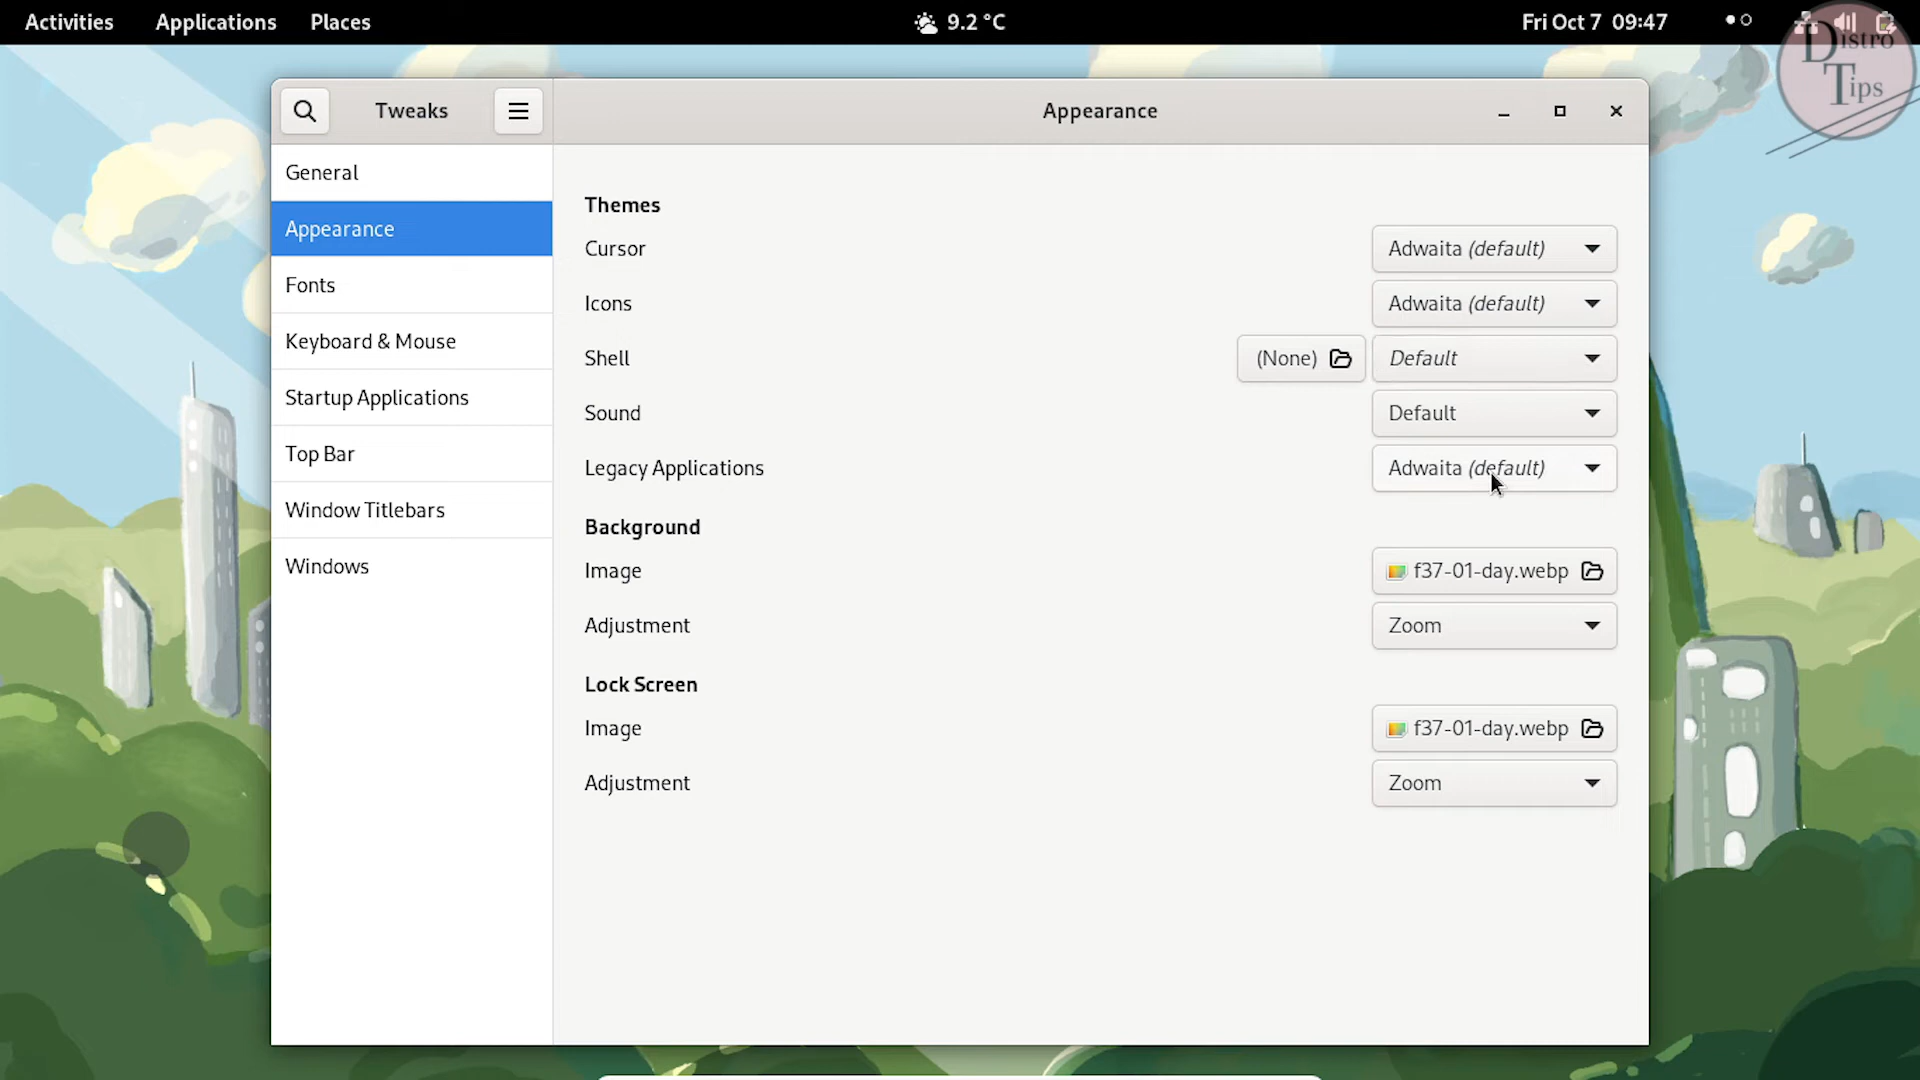 Activities Applications Places 9.2 °C Fri Oct 7 09:47
Distro
Tips
Tweaks Appearance
General
Appearance
Fonts
Keyboard & Mouse
Startup Applications
Top Bar
Window Titlebars
Windows
Themes
Cursor Adwaita (default)
Icons Adwaita (default)
Shell (None) Default
Sound Default
Legacy Applications Adwaita (default)
Background
Image f37-01-day.webp
Adjustment Zoom
Lock Screen
Image f37-01-day.webp
Adjustment Zoom